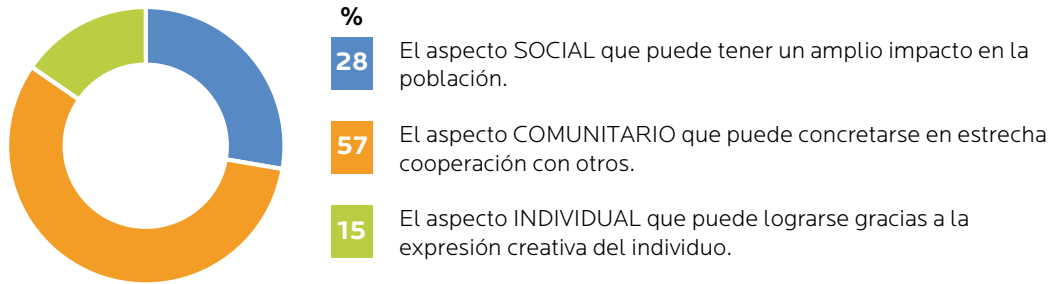 %
28
El aspecto SOCIAL que puede tener un amplio impacto en la
población.
57
El aspecto COMUNITARIO que puede concretarse en estrecha
cooperación con otros.
15
El aspecto INDIVIDUAL que puede lograrse gracias a la
expresión creativa del individuo.